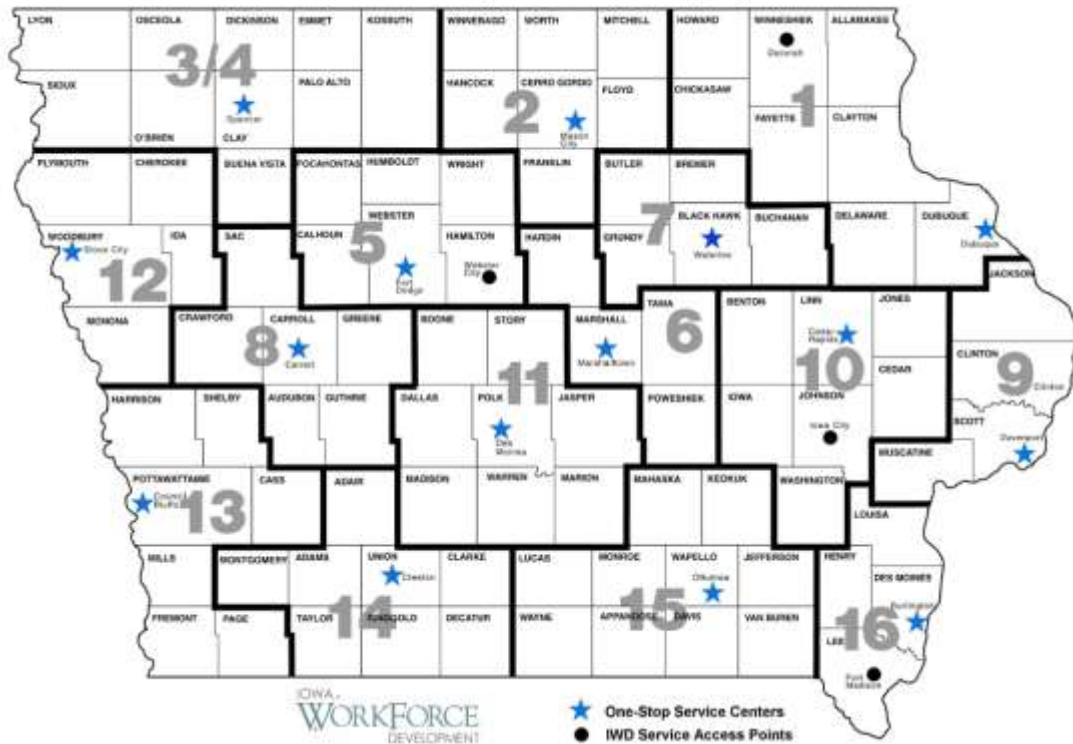 LYON OSCEOLA DICKINSON EMMET KOSSUTH WINNEBAGO WORTH MITCHELL HOWARD WINNESHIEK ALLAMAKEE
Decorah
3/4 2 1
SIOUX PALO ALTO HANCOCK CERRO GORDO FLOYD CHICKASAW
Spencer Mason City FAYETTE CLAYTON
O'BRIEN CLAY
PLYMOUTH CHEROKEE BUENA VISTA POCAHONTAS HUMBOLDT WRIGHT FRANKLIN BUTLER BREMER
WEBSTER BLACK HAWK BUCHANAN DELAWARE DUBUQUE
5 7
WOODBURY IDA SAC CALHOUN HAMILTON HARDIN GRUNDY
Sioux City Fort Dodge Webster City Waterloo Dubuque
12
JACKSON
MONONA CRAWFORD CARROLL GREENE BOONE STORY MARSHALL TAMA BENTON LINN JONES
8 6
Carroll Marshalltown Cedar Rapids
11 10 9
CLINTON
Clinton
CEDAR
HARRISON SHELBY AUDUBON GUTHRIE DALLAS POLK JASPER POWESHIEK IOWA JOHNSON
Des Moines Iowa City SCOTT
Davenport
MUSCATINE
POTTAWATTAMIE CASS ADAIR MADISON WARREN MARION MAHASKA KEOKUK WASHINGTON
Council Bluffs
13
LOUISA
MILLS MONTGOMERY ADAMS UNION CLARKE LUCAS MONROE WAPELLO JEFFERSON HENRY
Creston Ottumwa DES MOINES
14 15 16
Burlington
FREMONT PAGE TAYLOR RINGGOLD DECATUR WAYNE APPANOOSE DAVIS VAN BUREN LEE
Fort Madison
IOWA
WORKFORCE
DEVELOPMENT
One-Stop Service Centers
IWD Service Access Points